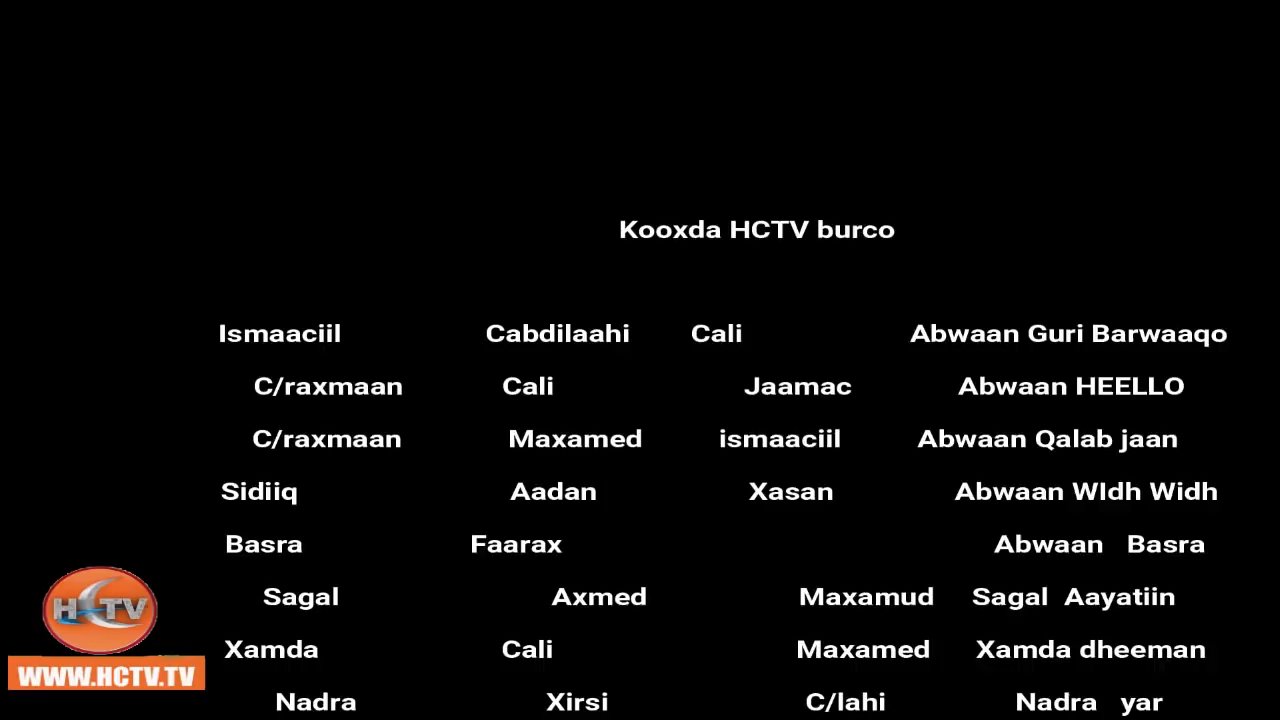 Kooxda HCTV burco
Ismaaciil Cabdilaahi Cali Abwaan Guri Barwaaqo
C/raxmaan Cali Jaamac Abwaan HEELLO
C/raxmaan Maxamed ismaaciil Abwaan Qalab jaan
Sidiiq Aadan Xasan Abwaan WIdh Widh
Basra Faarax Abwaan Basra
Sagal Axmed Maxamud Sagal Aayatiin
Xamda Cali Maxamed Xamda dheeman
Nadra Xirsi C/lahi Nadra yar
HCTV
WWW.HCTV.TV